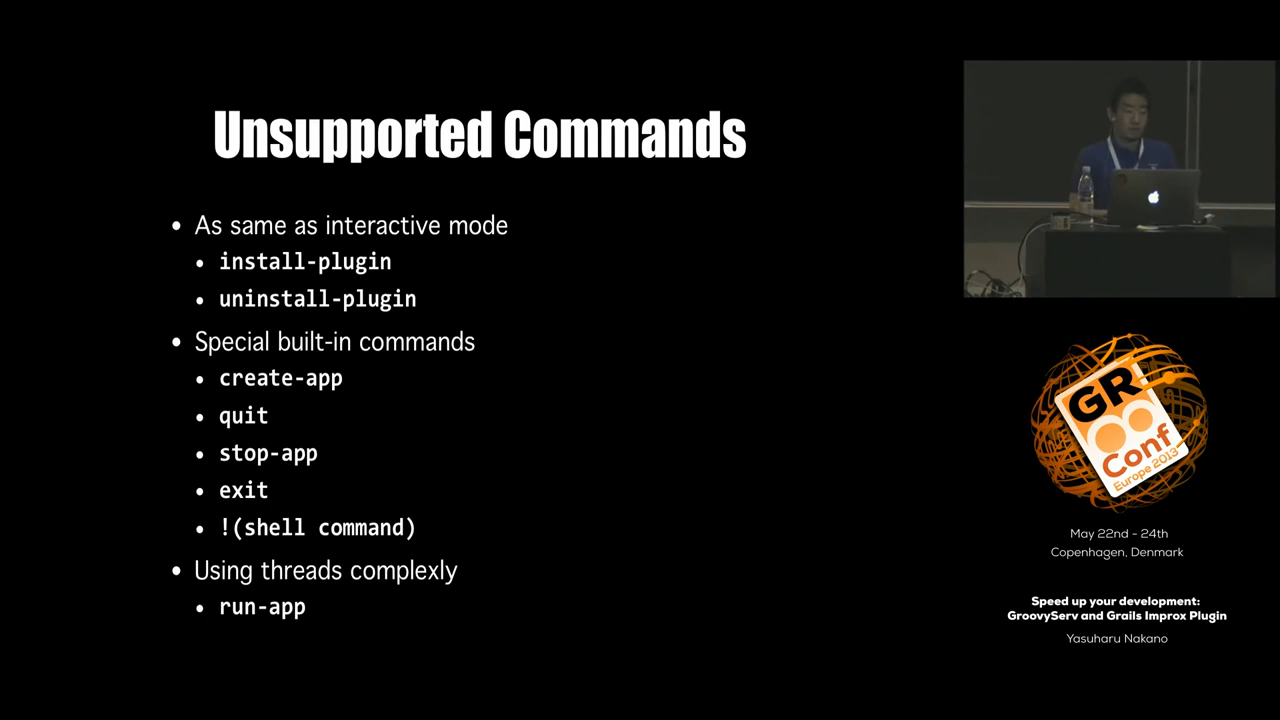 Unsupported Commands
• As same as interactive mode
• install-plugin
• uninstall-plugin
• Special built-in commands
• create-app
• quit
• stop-app
• exit
• !(shell command)
• Using threads complexly
• run-app
GR
Conf
Europe 2013
May 22nd - 24th
Copenhagen, Denmark
Speed up your development:
GroovyServ and Grails Improx Plugin
Yasuharu Nakano